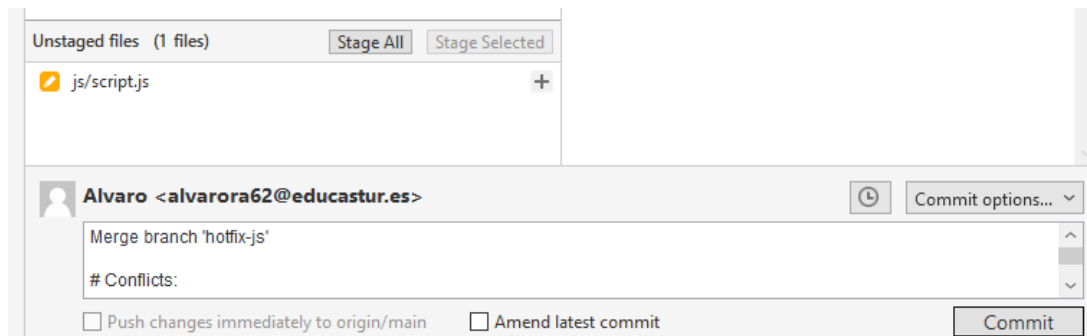 Unstaged files (1 files) Stage All Stage Selected
js/script.js +
Alvaro <alvarora62@educastur.es> Commit options...
Merge branch 'hotfix-js'
# Conflicts:
Push changes immediately to origin/main Amend latest commit Commit